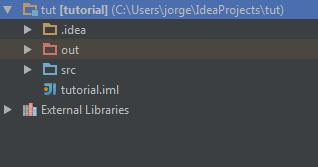 tut [tutorial] (C:\Users\jorge\IdeaProjects\tut)
.idea
out
src
tutorial.iml
External Libraries